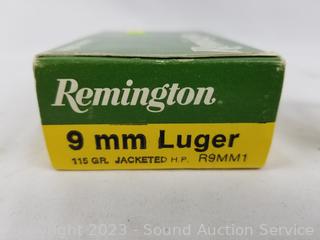 Remington
9 mm Luger
115 GR. JACKETED H.P. R9MM1
Copyright 2023 - Sound Auction Service